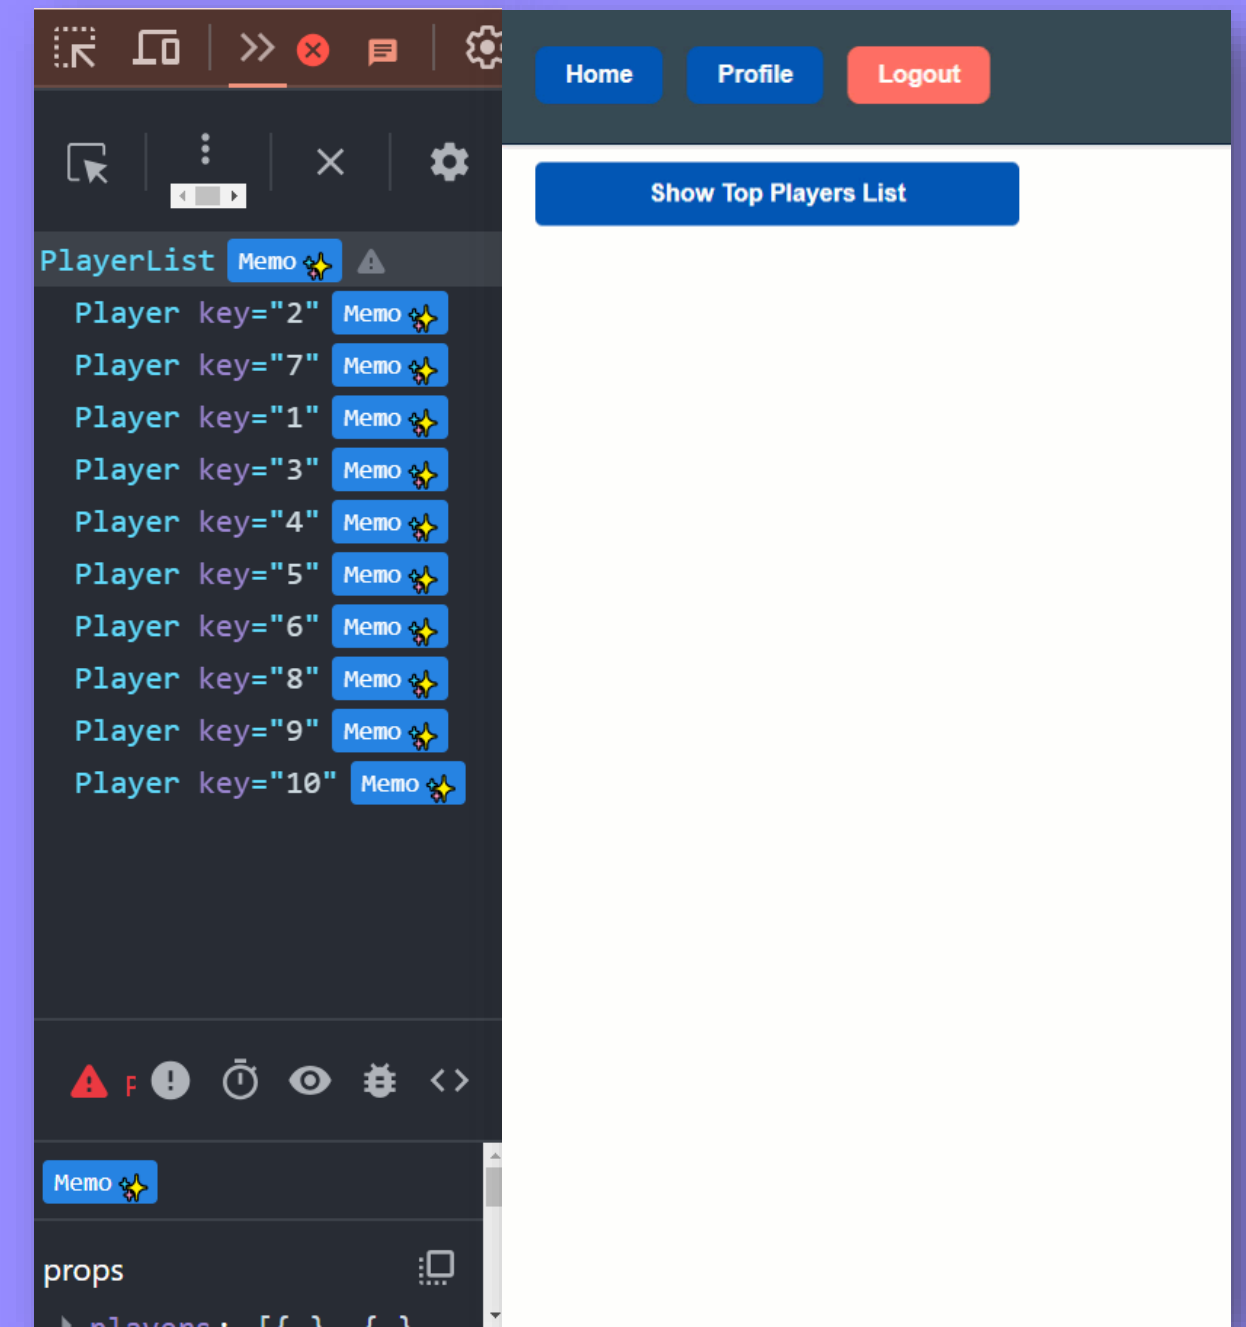 PlayerList Memo✨
Player key="2" Memo✨
Player key="7" Memo✨
Player key="1" Memo✨
Player key="3" Memo✨
Player key="4" Memo✨
Player key="5" Memo✨
Player key="6" Memo✨
Player key="8" Memo✨
Player key="9" Memo✨
Player key="10" Memo✨
Memo✨
props
players: [{
Home Profile Logout
Show Top Players List